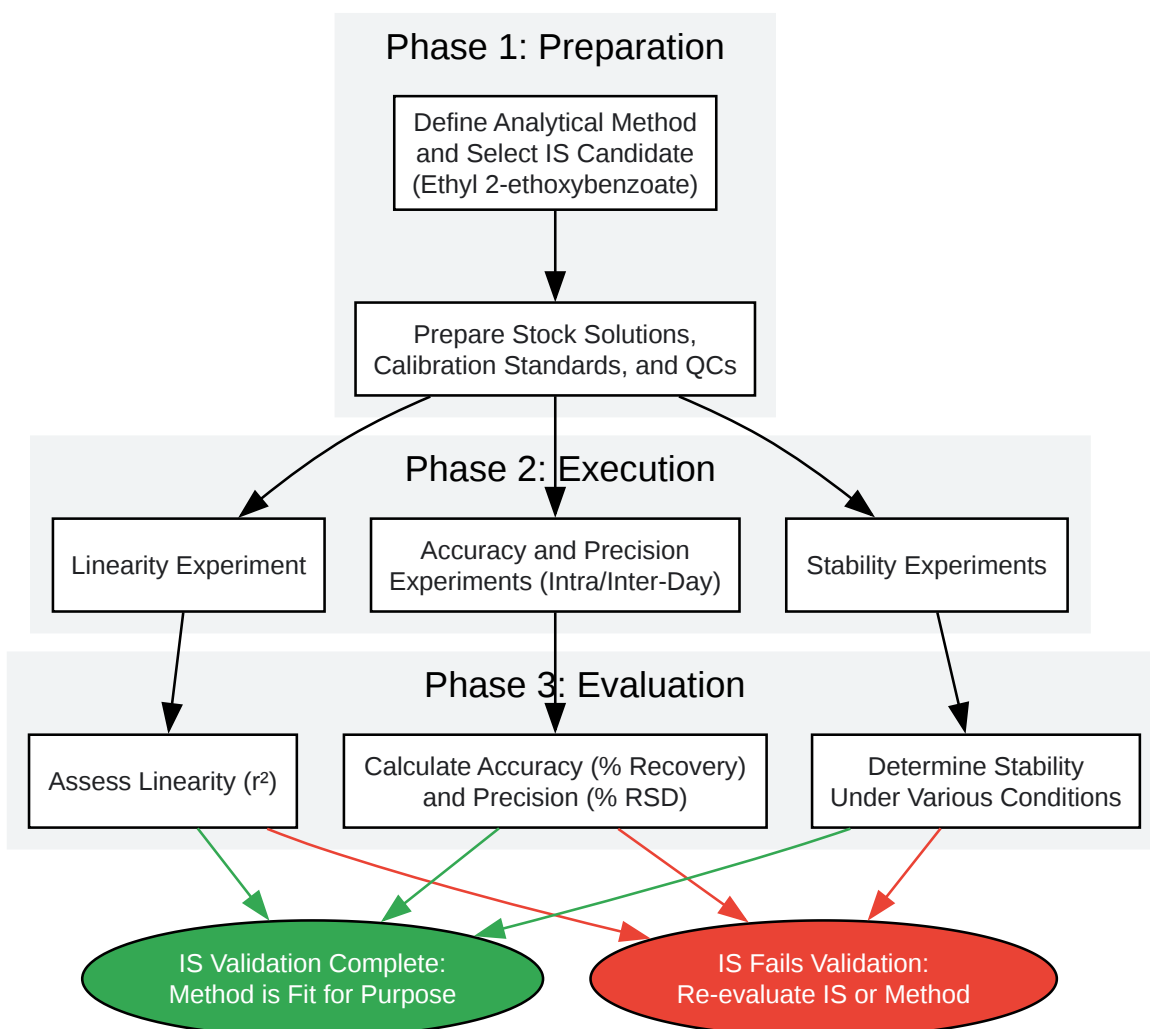 Phase 1: Preparation
Define Analytical Method
and Select IS Candidate
(Ethyl 2-ethoxybenzoate)
Prepare Stock Solutions,
Calibration Standards, and QCs
Phase 2: Execution
Linearity Experiment
Accuracy and Precision
Experiments (Intra/Inter-Day)
Stability Experiments
Phase 3: Evaluation
Assess Linearity (r²)
Calculate Accuracy (% Recovery)
and Precision (% RSD)
Determine Stability
Under Various Conditions
IS Validation Complete:
Method is Fit for Purpose
IS Fails Validation:
Re-evaluate IS or Method